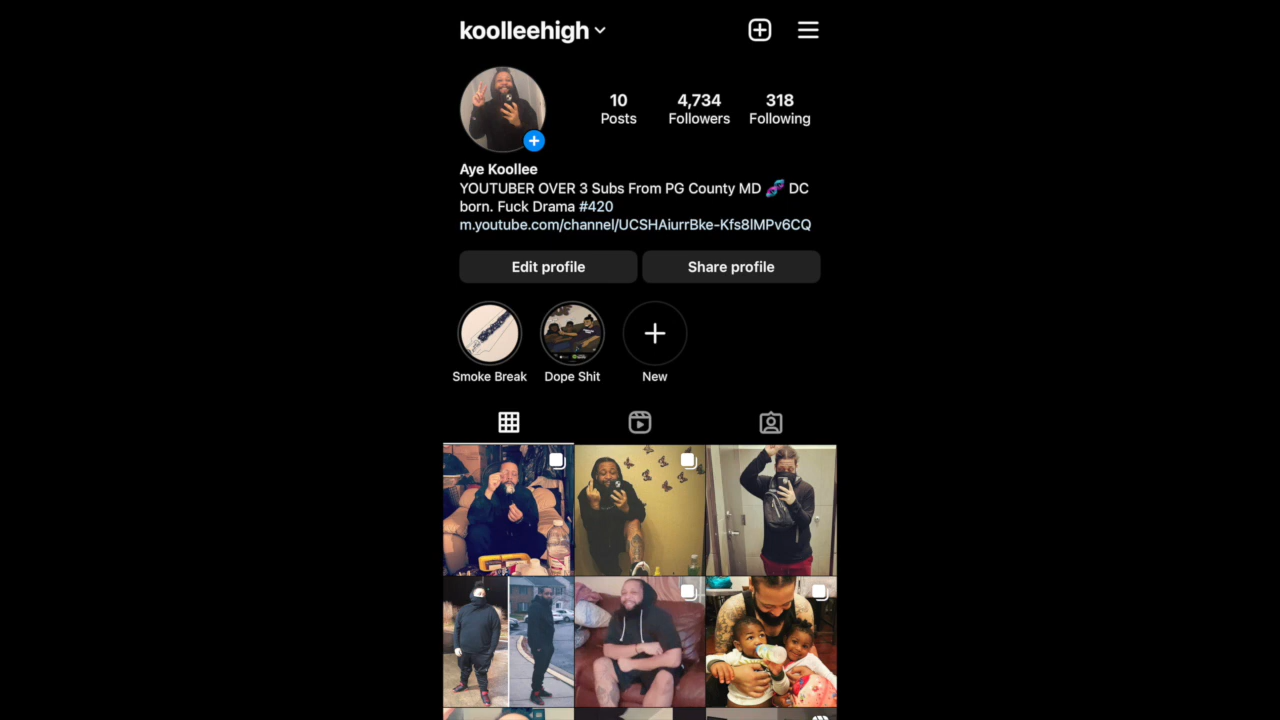 koolleehigh
10 4,734 318
Posts Followers Following
Aye Koollee
YOUTUBER OVER 3 Subs From PG County MD 🧬 DC
born. Fuck Drama #420
m.youtube.com/channel/UCSHAiurrBke-Kfs8IMPv6CQ
Edit profile Share profile
Smoke Break Dope Shit New